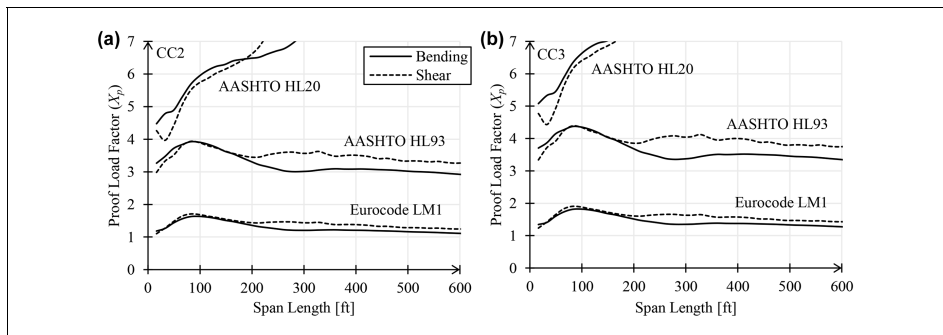 (a)
CC2
AASHTO HL20
AASHTO HL93
Eurocode LM1
Proof Load Factor (Xp)
7
6
5
4
3
2
1
0
0 100 200 300 400 500 600
Span Length [ft]
Bending
Shear
(b)
CC3
AASHTO HL20
AASHTO HL93
Eurocode LM1
Proof Load Factor (Xp)
7
6
5
4
3
2
1
0
0 100 200 300 400 500 600
Span Length [ft]